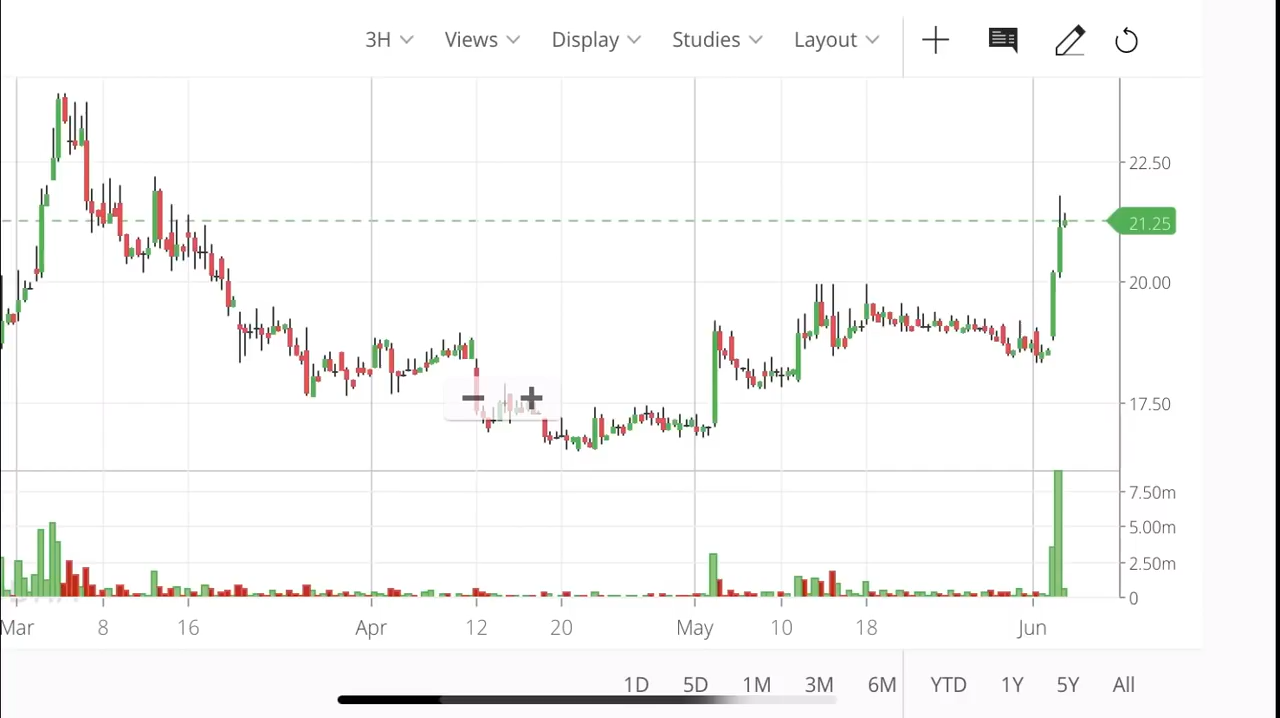 3H Views Display Studies Layout
22.50
21.25
20.00
17.50
7.50m
5.00m
2.50m
0
Mar 8 16 Apr 12 20 May 10 18 Jun
1D 5D 1M 3M 6M YTD 1Y 5Y All